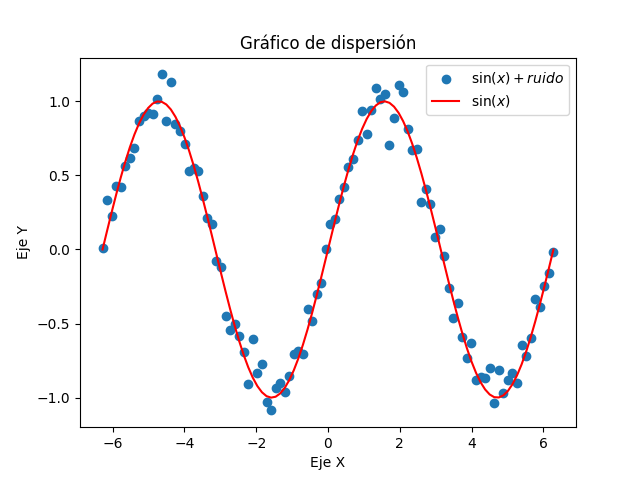 Gráfico de dispersión
sin(x) + ruido
sin(x)
Eje Y
1.0
0.5
0.0
−0.5
−1.0
−6 −4 −2 0 2 4 6
Eje X